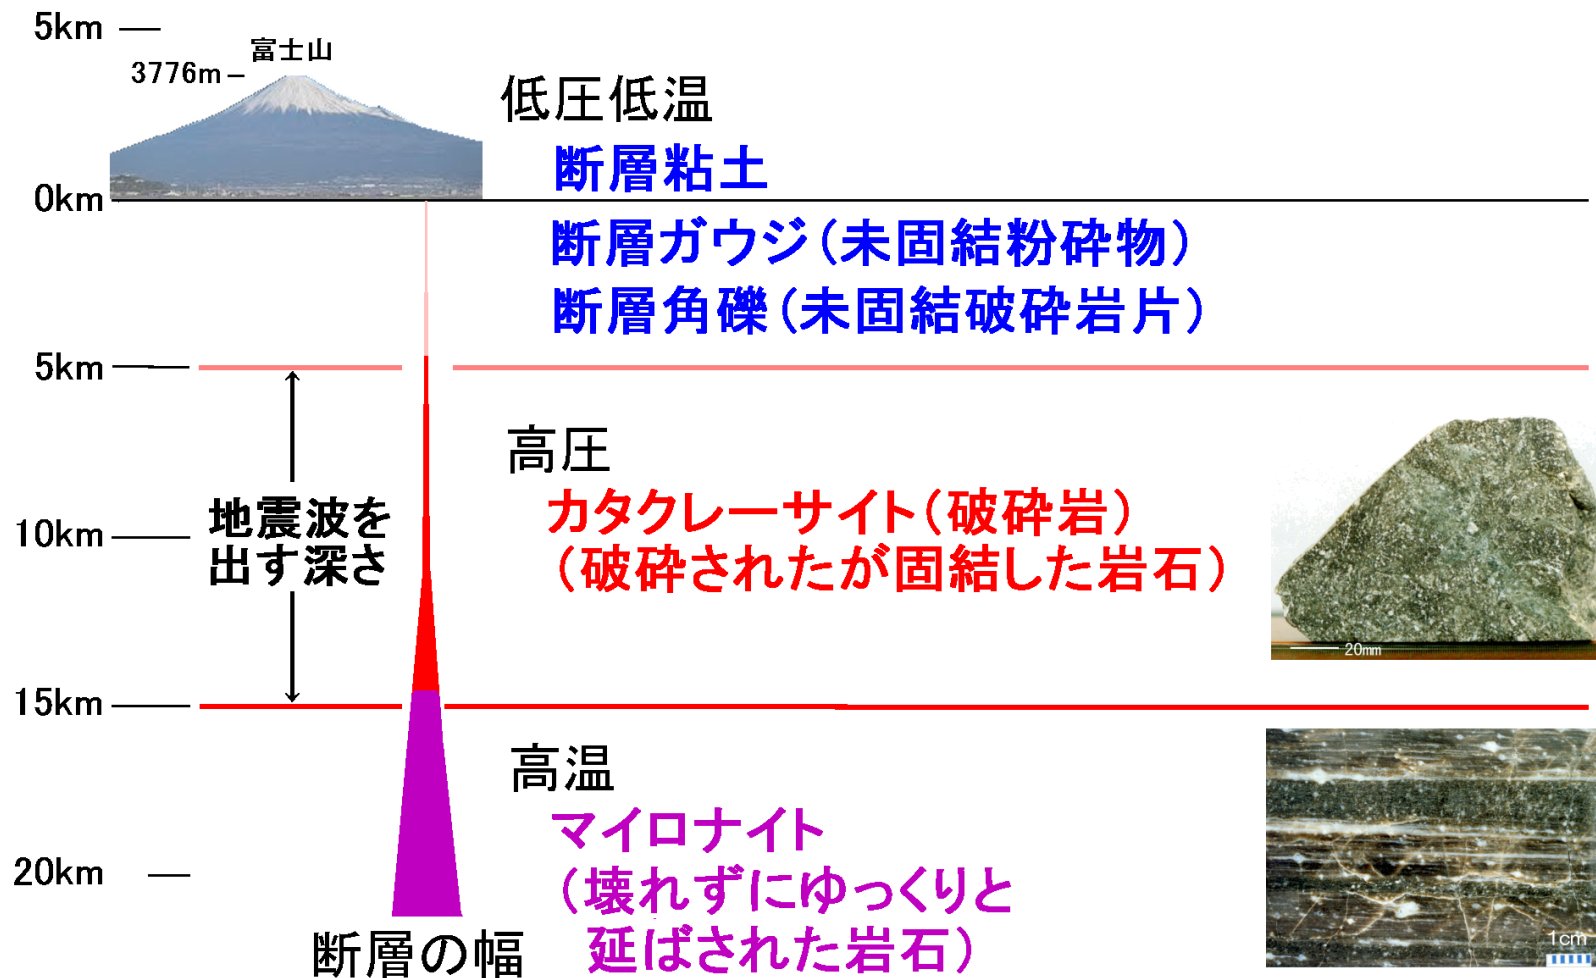 5km
富士山
3776m
低圧低温
断層粘土
0km
断層ガウジ（未固結粉砕物）
断層角礫（未固結破砕岩片）
5km
高圧
地震波を
出す深さ
10km
カタクレーサイト（破砕岩）
（破砕されたが固結した岩石）
20mm
15km
高温
マイロナイト
（壊れずにゆっくりと
延ばされた岩石）
20km
断層の幅
1cm